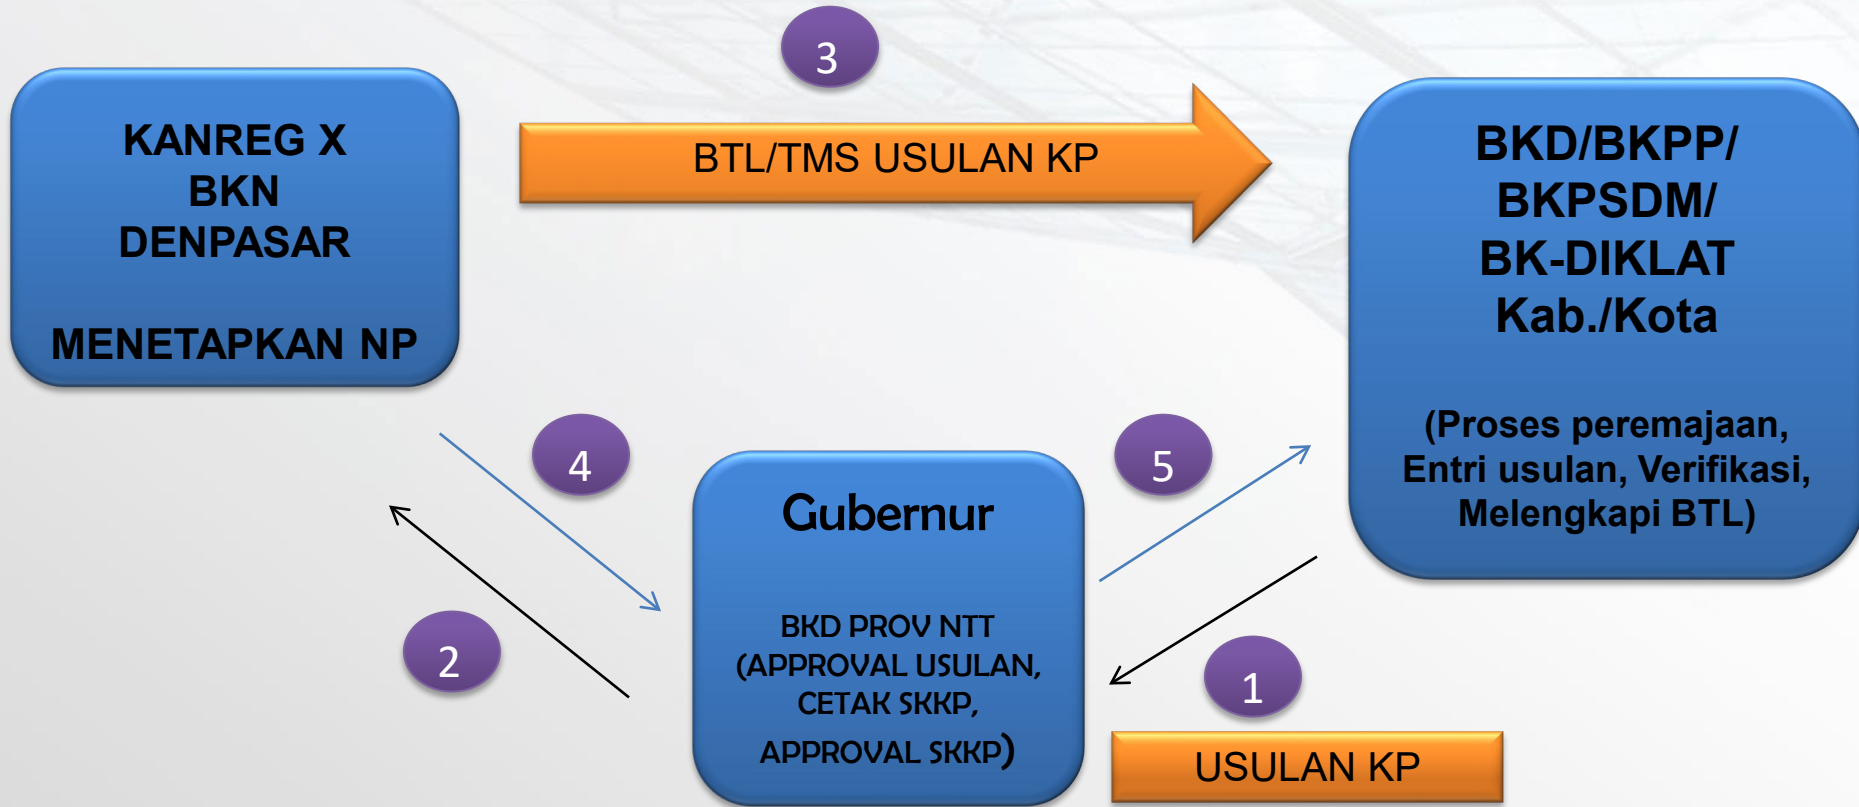 3
KANREG X
BKN
DENPASAR
MENETAPKAN NP
BTL/TMS USULAN KP
BKD/BKPP/
BKPSDM/
BK-DIKLAT
Kab./Kota
(Proses peremajaan,
Entri usulan, Verifikasi,
Melengkapi BTL)
4
5
Gubernur
BKD PROV NTT
(APPROVAL USULAN,
CETAK SKKP,
APPROVAL SKKP)
2
1
USULAN KP